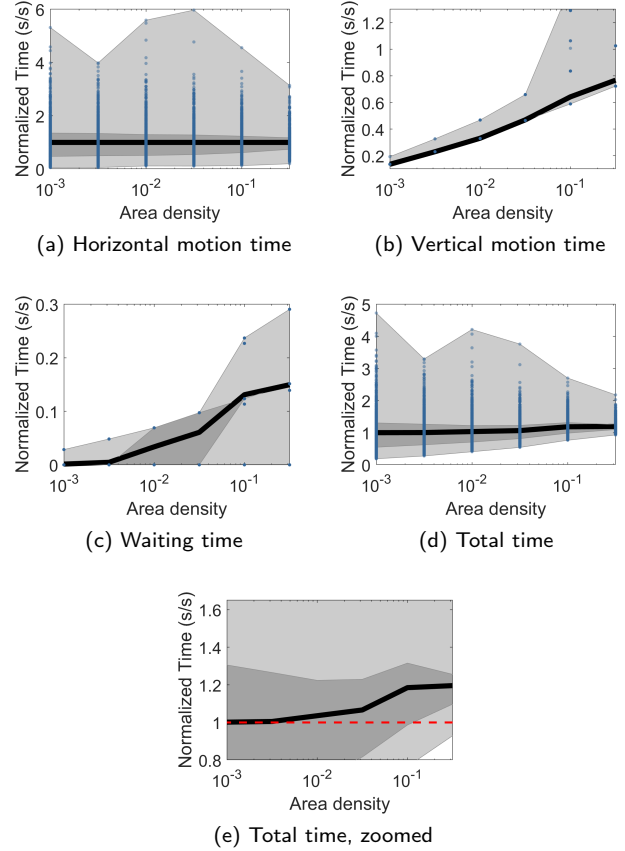 Normalized Time (s/s)
6
4
2
0
10-3
10-2
10-1
Area density
(a) Horizontal motion time
Normalized Time (s/s)
1.2
1
0.8
0.6
0.4
0.2
10-3
10-2
10-1
Area density
(b) Vertical motion time
Normalized Time (s/s)
0.3
0.2
0.1
0
10-3
10-2
10-1
Area density
(c) Waiting time
Normalized Time (s/s)
5
4
3
2
1
0
10-3
10-2
10-1
Area density
(d) Total time
Normalized Time (s/s)
1.6
1.4
1.2
1
0.8
10-3
10-2
10-1
Area density
(e) Total time, zoomed